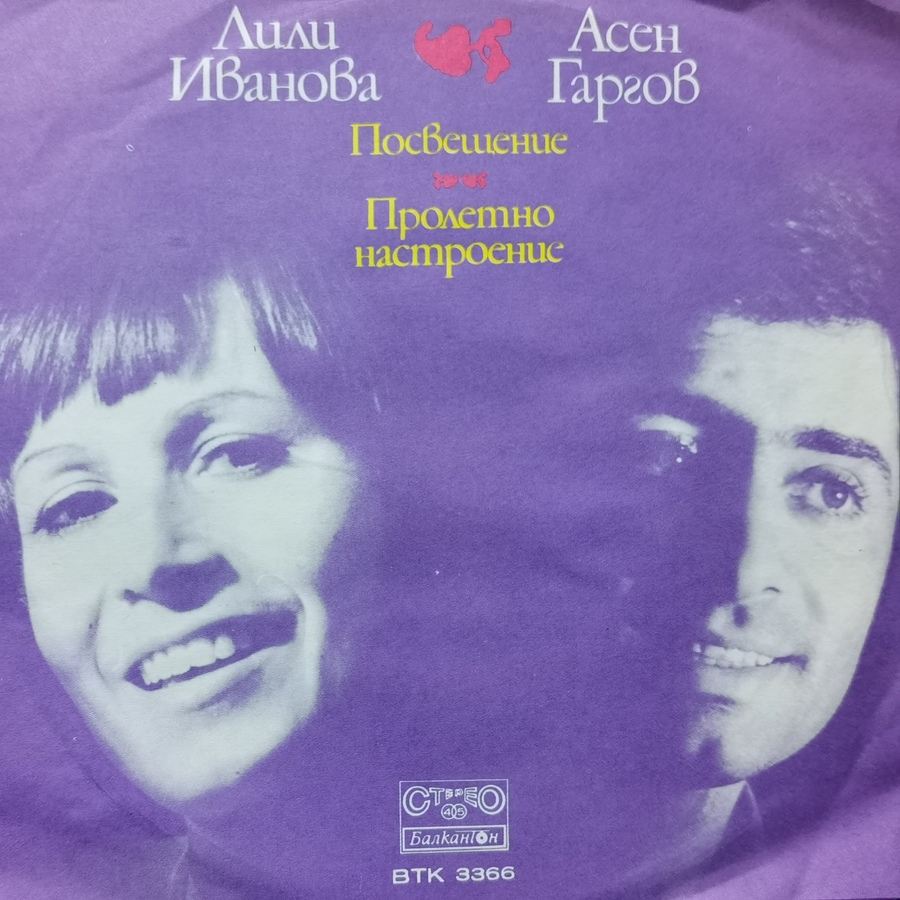 Лили
Иванова
Асен
Гаргов
Посвещение
Пролетно
настроение
СТЕРЕО
45
Балкантон
ВТК 3366